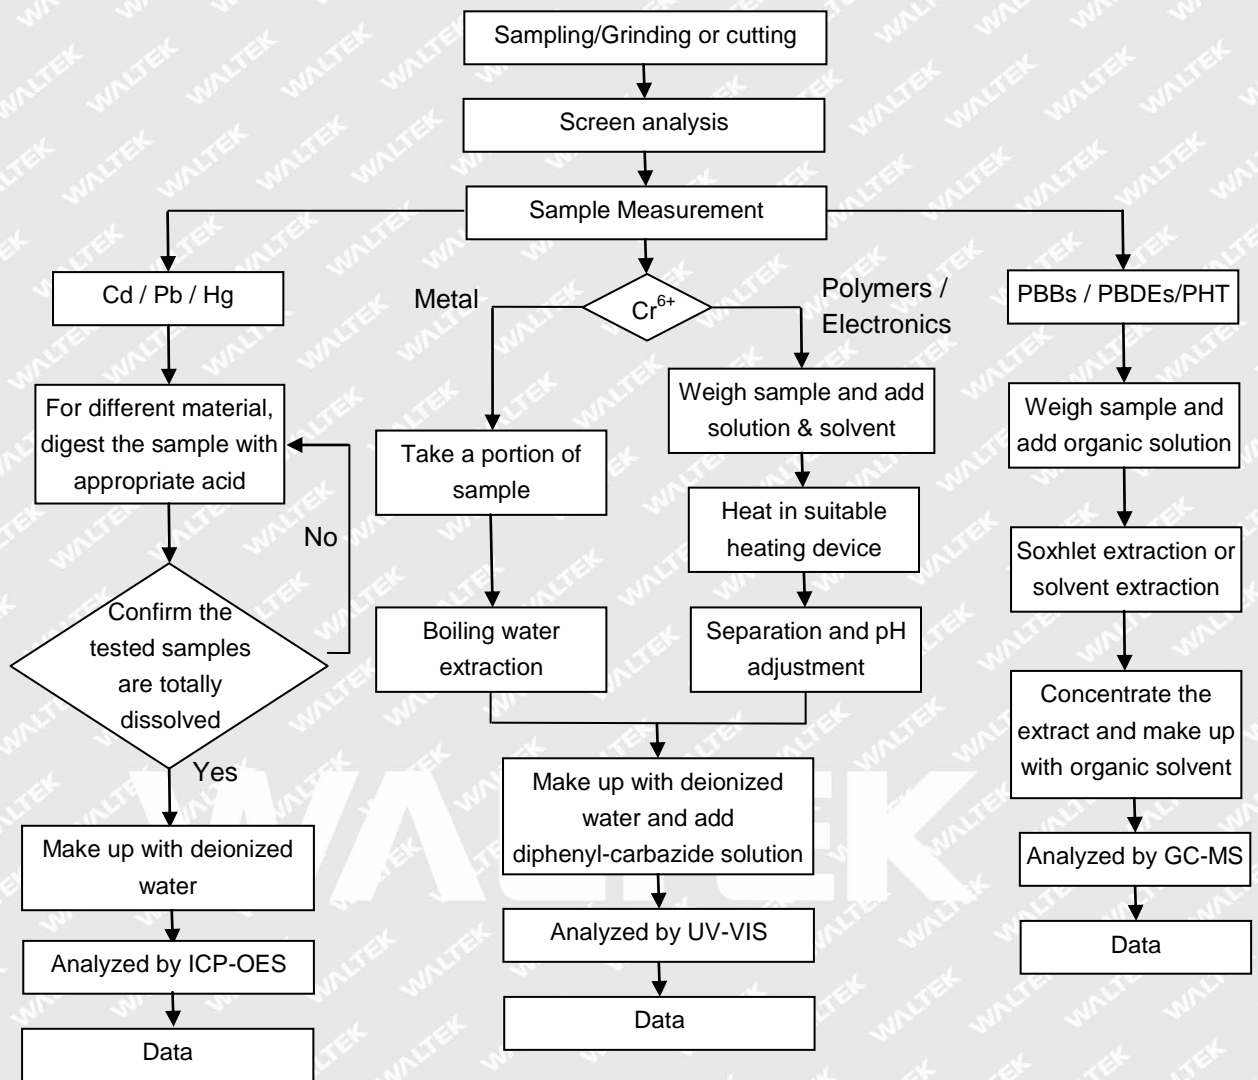 Sampling/Grinding or cutting
Screen analysis
Sample Measurement
Cd / Pb / Hg
For different material,
digest the sample with
appropriate acid
No
Confirm the
tested samples
are totally
dissolved
Yes
Make up with deionized
water
Analyzed by ICP-OES
Data
Cr⁶⁺
Metal
Take a portion of
sample
Boiling water
extraction
Polymers /
Electronics
Weigh sample and add
solution & solvent
Heat in suitable
heating device
Separation and pH
adjustment
Make up with deionized
water and add
diphenyl-carbazide solution
Analyzed by UV-VIS
Data
PBBs / PBDEs/PHT
Weigh sample and
add organic solution
Soxhlet extraction or
solvent extraction
Concentrate the
extract and make up
with organic solvent
Analyzed by GC-MS
Data
WALTEK